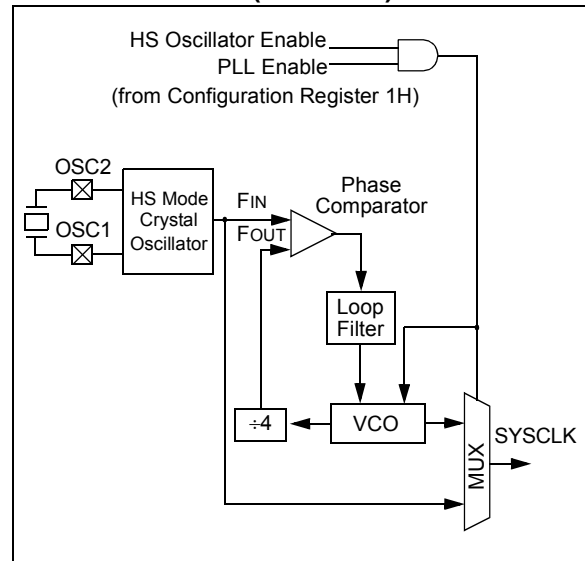 HS Oscillator Enable
PLL Enable
(from Configuration Register 1H)
OSC2
OSC1
HS Mode
Crystal
Oscillator
FIN
FOUT
Phase
Comparator
Loop
Filter
÷4
VCO
MUX
SYSCLK